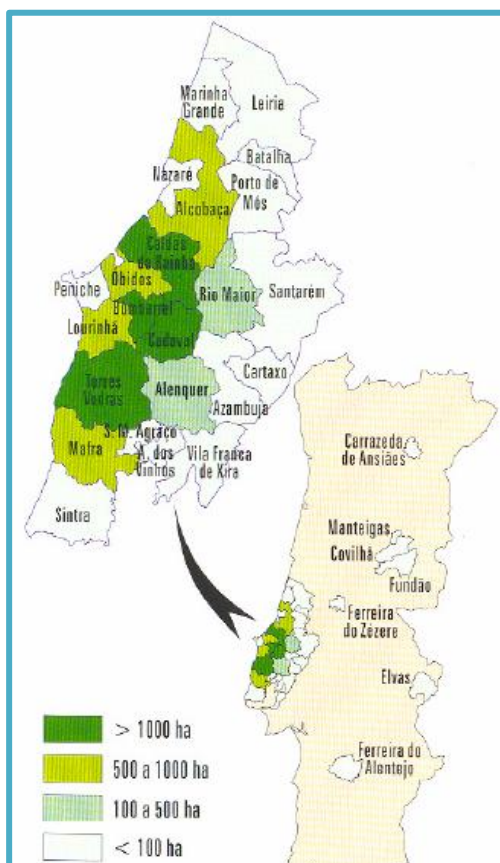 Marinha
Grande
Leiria
Batalha
Nazaré
Porto de
Mós
Alcobaça
Caldas
da Rainha
Óbidos
Peniche
Bombarral
Rio Maior
Santarém
Lourinhã
Cadaval
Cartaxo
Torres
Vedras
Alenquer
Azambuja
S. M. Agraço
Mafra
A. dos
Vinhos
Vila Franca
de Xira
Sintra
Carrazeda
de Ansiães
Manteigas
Covilhã
Fundão
Ferreira
do Zézere
Elvas
Ferreira do
Alentejo
> 1000 ha
500 a 1000 ha
100 a 500 ha
< 100 ha